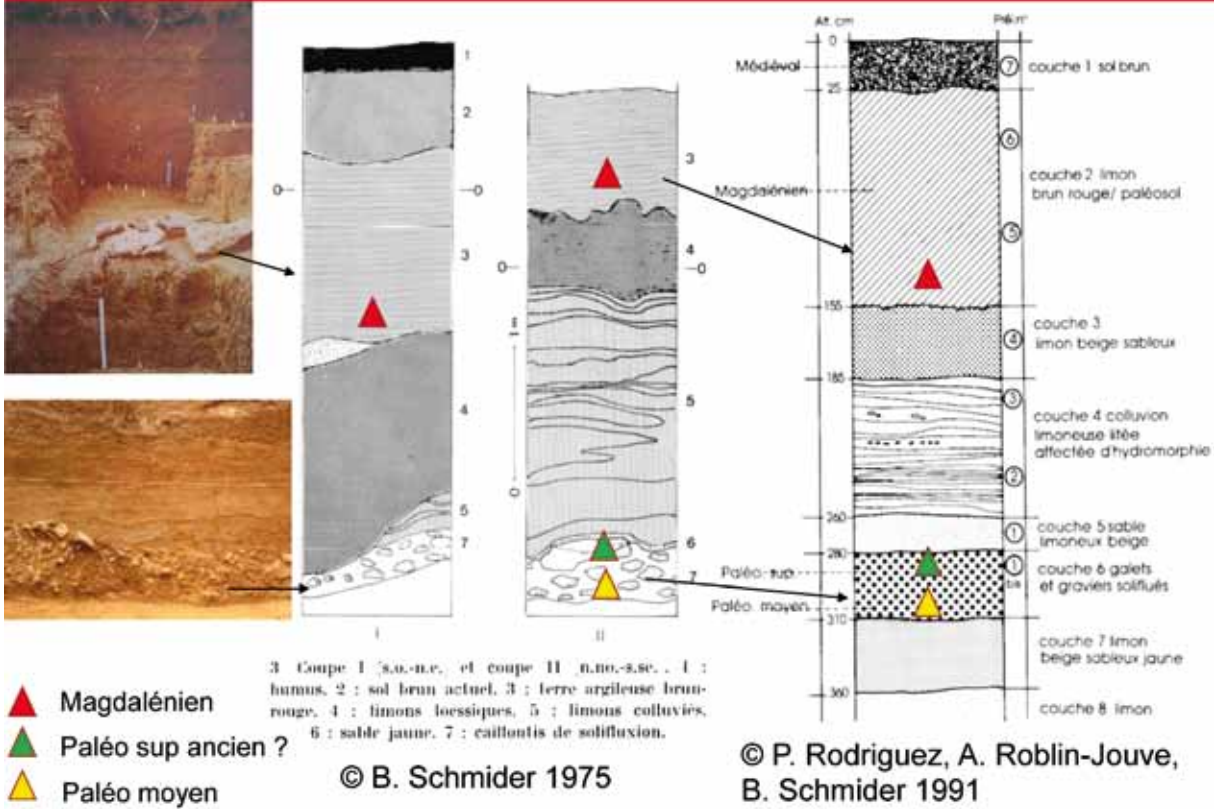 Alt. cm
Prél. n°
0
Médéval
7
couche 1 sol brun
25
6
couche 2 limon
brun rouge/ paléosol
Magdalénien
5
155
4
couche 3
limon beige sableux
185
3
couche 4 colluvion
limoneuse litée
affectée d'hydromorphie
2
260
1
couche 5 sable
limoneux beige
280
Paléo. sup
1
bis
couche 6 galets
et graviers soliflués
Paléo. moyen
310
couche 7 limon
beige sableux jaune
360
couche 8 limon
1
2
0
0
3
4
5
7
I
3
4
0
0
1
5
0
6
7
II
3 Coupe I (s.o.-n.e. et coupe II n.no.-s.se. . 1 :
humus. 2 : sol brun actuel. 3 : terre argileuse brun-
rouge. 4 : limons loessiques. 5 : limons colluviés.
6 : sable jaune. 7 : cailloutis de solifluxion.
© B. Schmider 1975
© P. Rodriguez, A. Roblin-Jouve,
B. Schmider 1991
Magdalénien
Paléo sup ancien ?
Paléo moyen